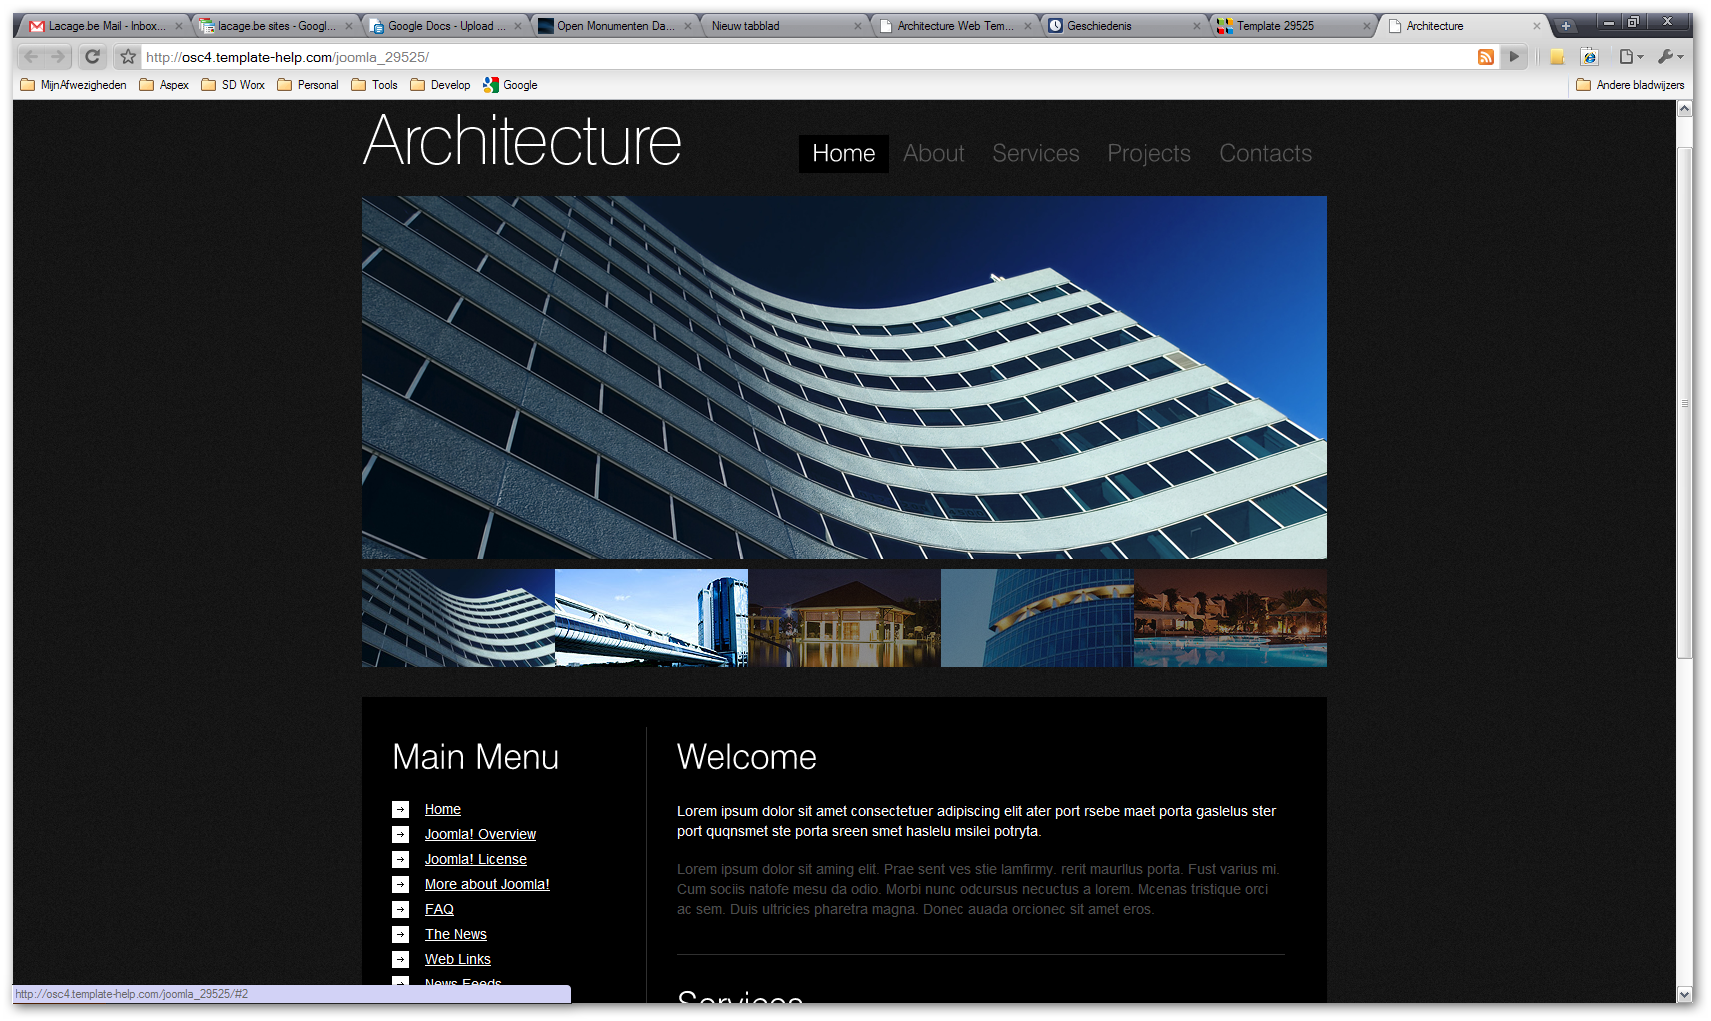 Lacage.be Mail - Inbox...
lacage.be sites - Googl...
Google Docs - Upload ...
Open Monumenten Da...
Nieuw tabblad
Architecture Web Tem...
Geschiedenis
Template 29525
Architecture
http://osc4.template-help.com/joomla_29525/
MijnAfwezigheden
Aspex
SD Worx
Personal
Tools
Develop
Google
Andere bladwijzers
Architecture
Home About Services Projects Contacts
Main Menu
Home
Joomla! Overview
Joomla! License
More about Joomla!
FAQ
The News
Web Links
News Feeds
Welcome
Lorem ipsum dolor sit amet consectetuer adipiscing elit ater port rsebe maet porta gaslelus ster
port quqnsmet ste porta sreen smet haslelu msilei potryta.
Lorem ipsum dolor sit aming elit. Prae sent ves stie lamfirmy. rerit maurllus porta. Fust varius mi.
Cum sociis natofe mesu da odio. Morbi nunc odcursus necuctus a lorem. Mcenas tristique orci
ac sem. Duis ultricies pharetra magna. Donec auada orcionec sit amet eros.
Services
http://osc4.template-help.com/joomla_29525/#2